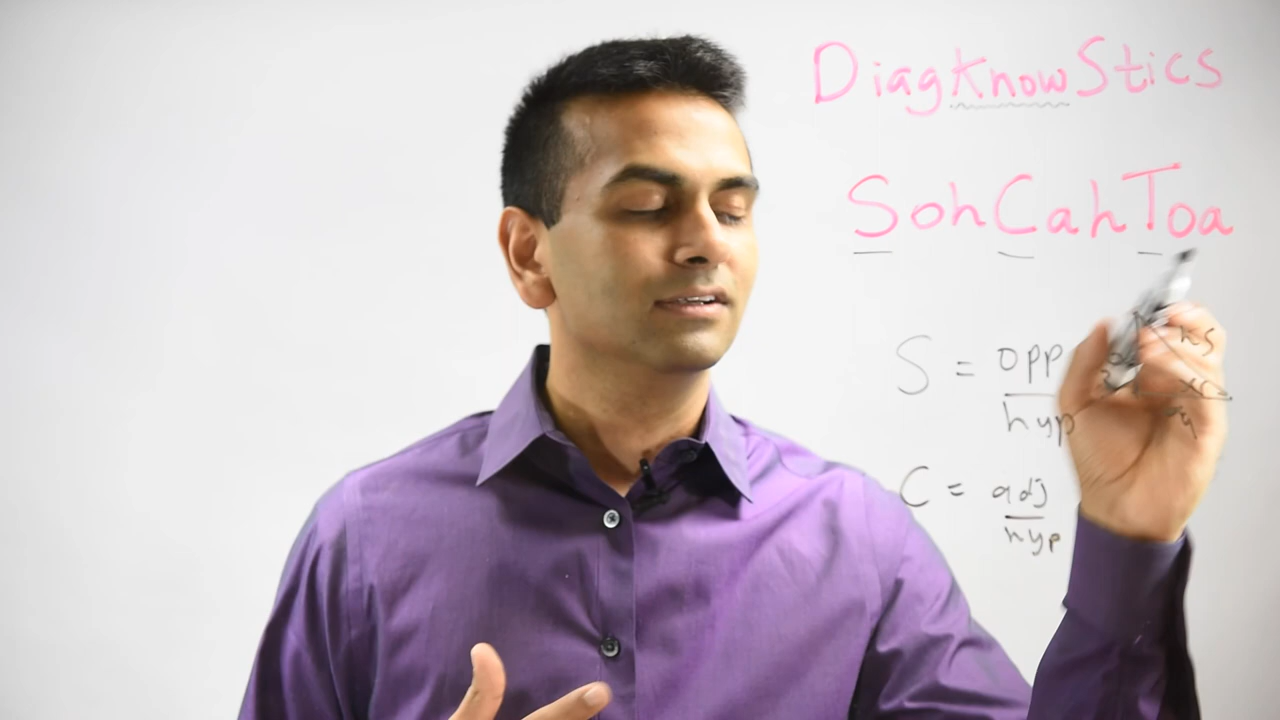 DiagKnowStics
SohCahToa
S = opp
hyp
C = adj
hyp